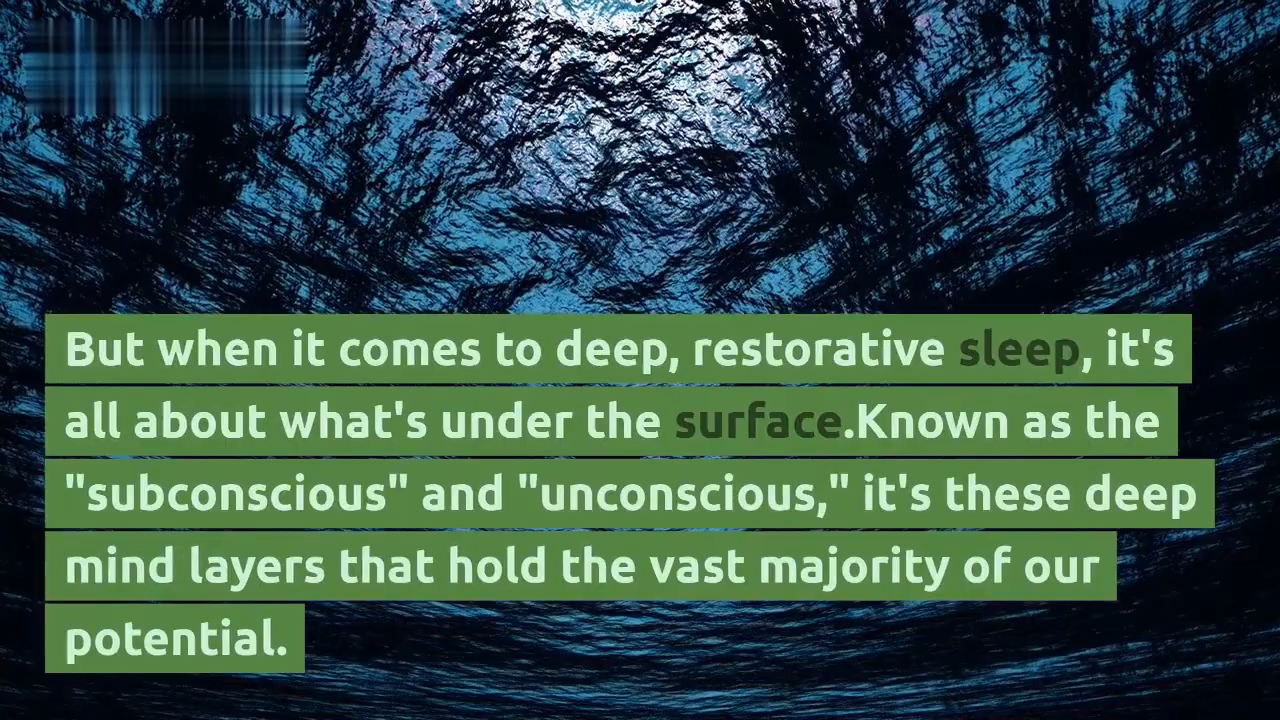 But when it comes to deep, restorative sleep, it's
all about what's under the surface.Known as the
"subconscious" and "unconscious," it's these deep
mind layers that hold the vast majority of our
potential.